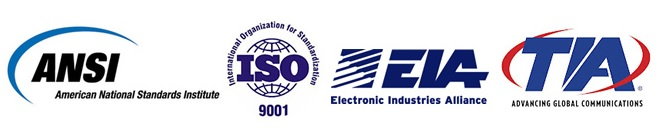 ANSI
American National Standards Institute
International Organization for Standardization
ISO
9001
EIA
Electronic Industries Alliance
TIA
®
ADVANCING GLOBAL COMMUNICATIONS